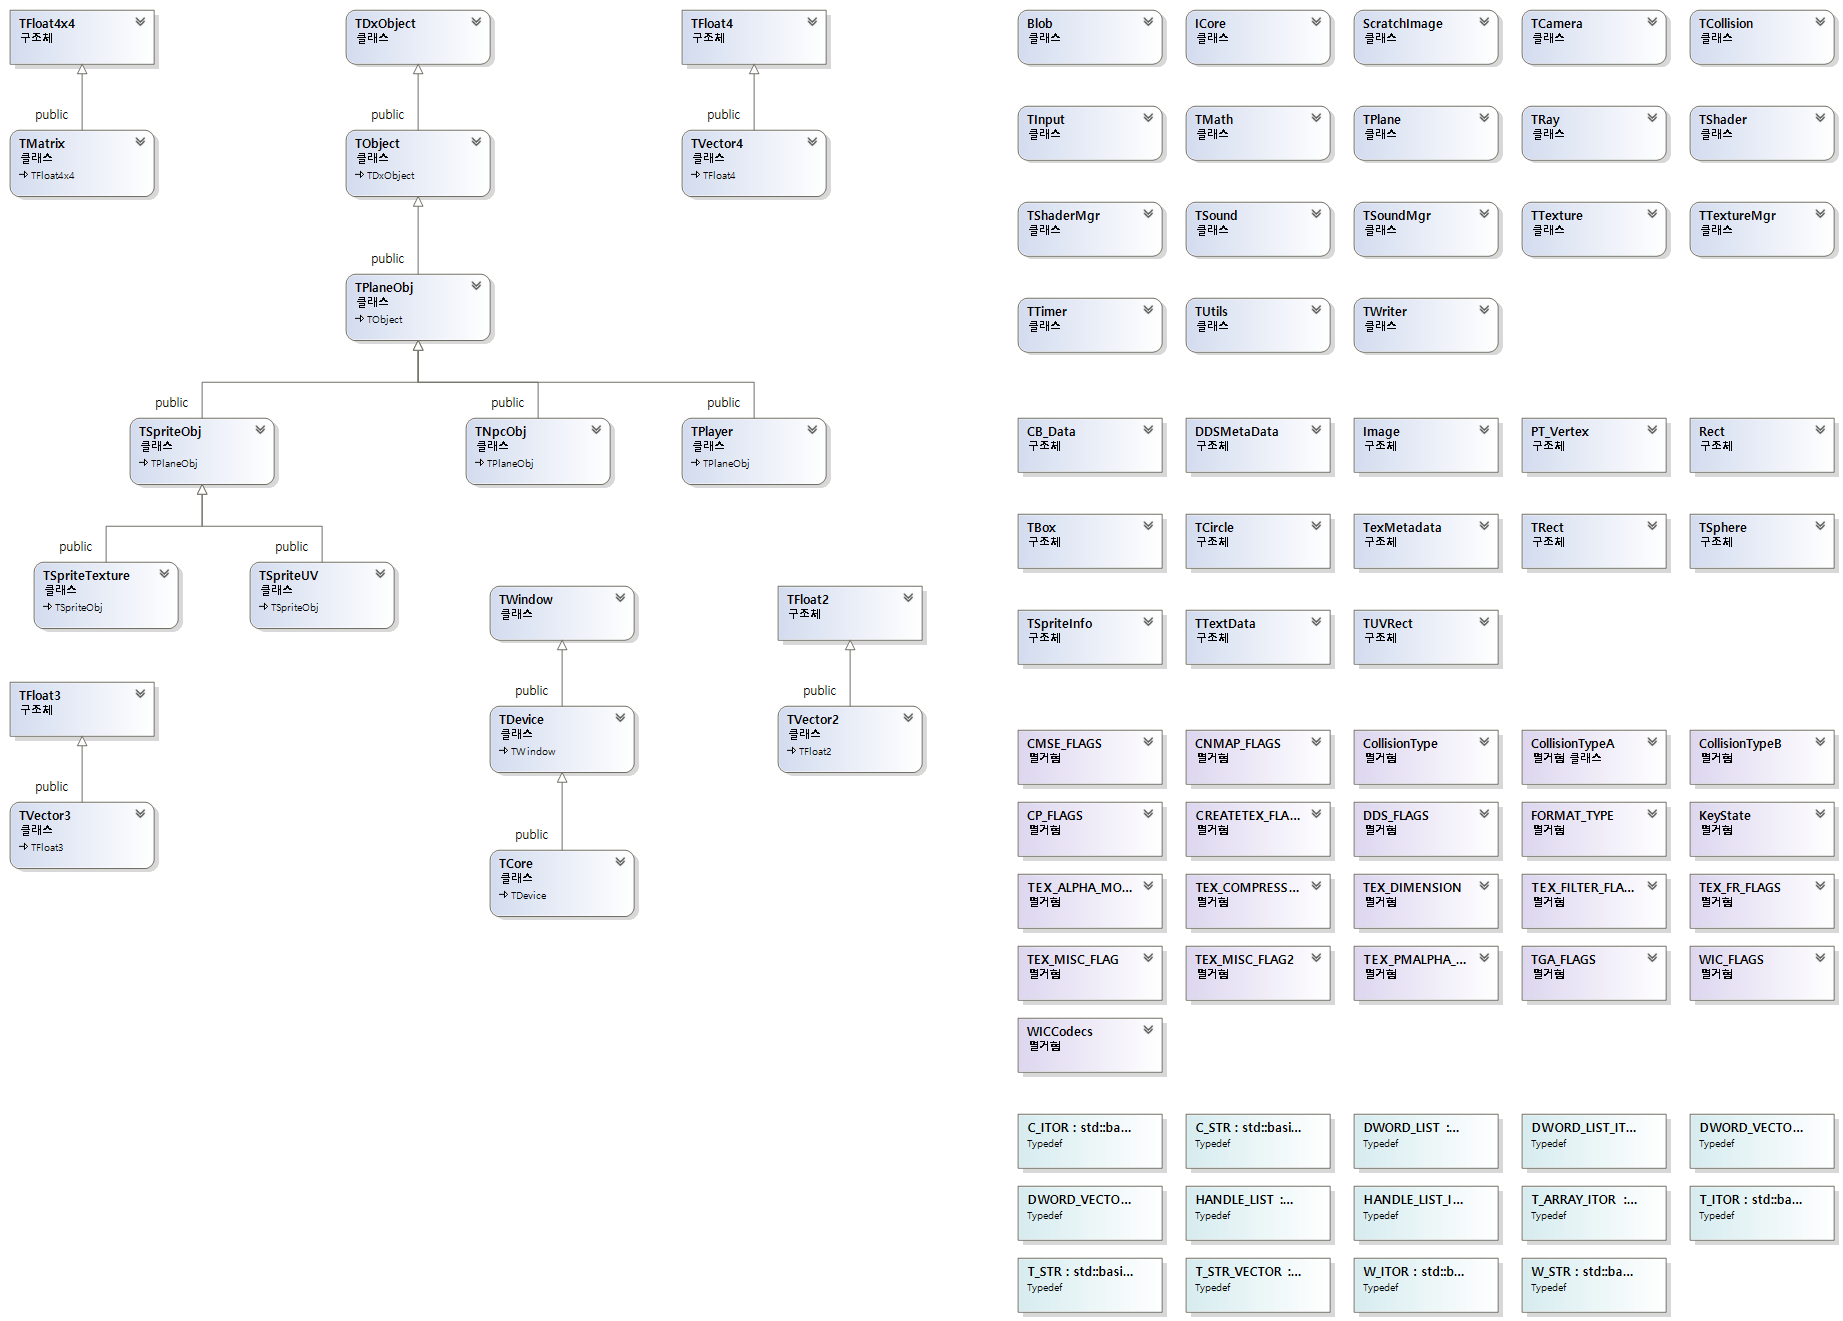 TFloat4x4
구조체
public
TMatrix
클래스
TFloat4x4
TDxObject
클래스
public
TObject
클래스
TDxObject
public
TPlaneObj
클래스
TObject
TFloat4
구조체
public
TVector4
클래스
TFloat4
public
TSpriteObj
클래스
TPlaneObj
public
TNpcObj
클래스
TPlaneObj
public
TPlayer
클래스
TPlaneObj
public
TSpriteTexture
클래스
TSpriteObj
public
TSpriteUV
클래스
TSpriteObj
TWindow
클래스
public
TDevice
클래스
TWindow
public
TCore
클래스
TDevice
TFloat2
구조체
public
TVector2
클래스
TFloat2
TFloat3
구조체
public
TVector3
클래스
TFloat3
Blob
클래스
ICore
클래스
ScratchImage
클래스
TCamera
클래스
TCollision
클래스
TInput
클래스
TMath
클래스
TPlane
클래스
TRay
클래스
TShader
클래스
TShaderMgr
클래스
TSound
클래스
TSoundMgr
클래스
TTexture
클래스
TTextureMgr
클래스
TTimer
클래스
TUtils
클래스
TWriter
클래스
CB_Data
구조체
DDSMetaData
구조체
Image
구조체
PT_Vertex
구조체
Rect
구조체
TBox
구조체
TCircle
구조체
TexMetadata
구조체
TRect
구조체
TSphere
구조체
TSpriteInfo
구조체
TTextData
구조체
TUVRect
구조체
CMSE_FLAGS
열거형
CNMAP_FLAGS
열거형
CollisionType
열거형
CollisionTypeA
열거형 클래스
CollisionTypeB
열거형
CP_FLAGS
열거형
CREATETEX_FLA...
열거형
DDS_FLAGS
열거형
FORMAT_TYPE
열거형
KeyState
열거형
TEX_ALPHA_MO...
열거형
TEX_COMPRESS...
열거형
TEX_DIMENSION
열거형
TEX_FILTER_FLA...
열거형
TEX_FR_FLAGS
열거형
TEX_MISC_FLAG
열거형
TEX_MISC_FLAG2
열거형
TEX_PMALPHA_...
열거형
TGA_FLAGS
열거형
WIC_FLAGS
열거형
WICCodecs
열거형
C_ITOR : std::ba...
Typedef
C_STR : std::basi...
Typedef
DWORD_LIST :...
Typedef
DWORD_LIST_IT...
Typedef
DWORD_VECTO...
Typedef
DWORD_VECTO...
Typedef
HANDLE_LIST :...
Typedef
HANDLE_LIST_I...
Typedef
T_ARRAY_ITOR :...
Typedef
T_ITOR : std::ba...
Typedef
T_STR : std::basi...
Typedef
T_STR_VECTOR :...
Typedef
W_ITOR : std::b...
Typedef
W_STR : std::ba...
Typedef